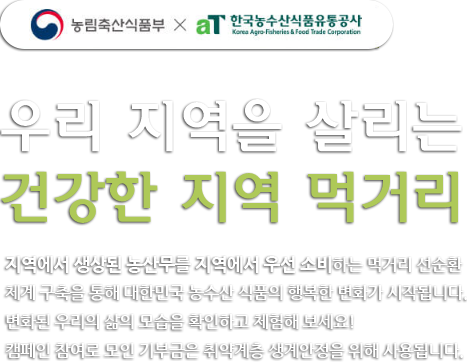 농림축산식품부 × aT 한국농수산식품유통공사
Korea Agro-Fisheries & Food Trade Corporation
우리 지역을 살리는
건강한 지역 먹거리
지역에서 생상된 농산무를 지역에서 우선 소비하는 먹거리 선순환
체계 구축을 통해 대한민국 농수산 식품의 행복한 변화가 시작됩니다.
변화된 우리의 삶의 모습을 확인하고 체험해 보세요!
캠페인 참여로 모인 기부금은 취약계층 생계안정을 위해 사용됩니다.